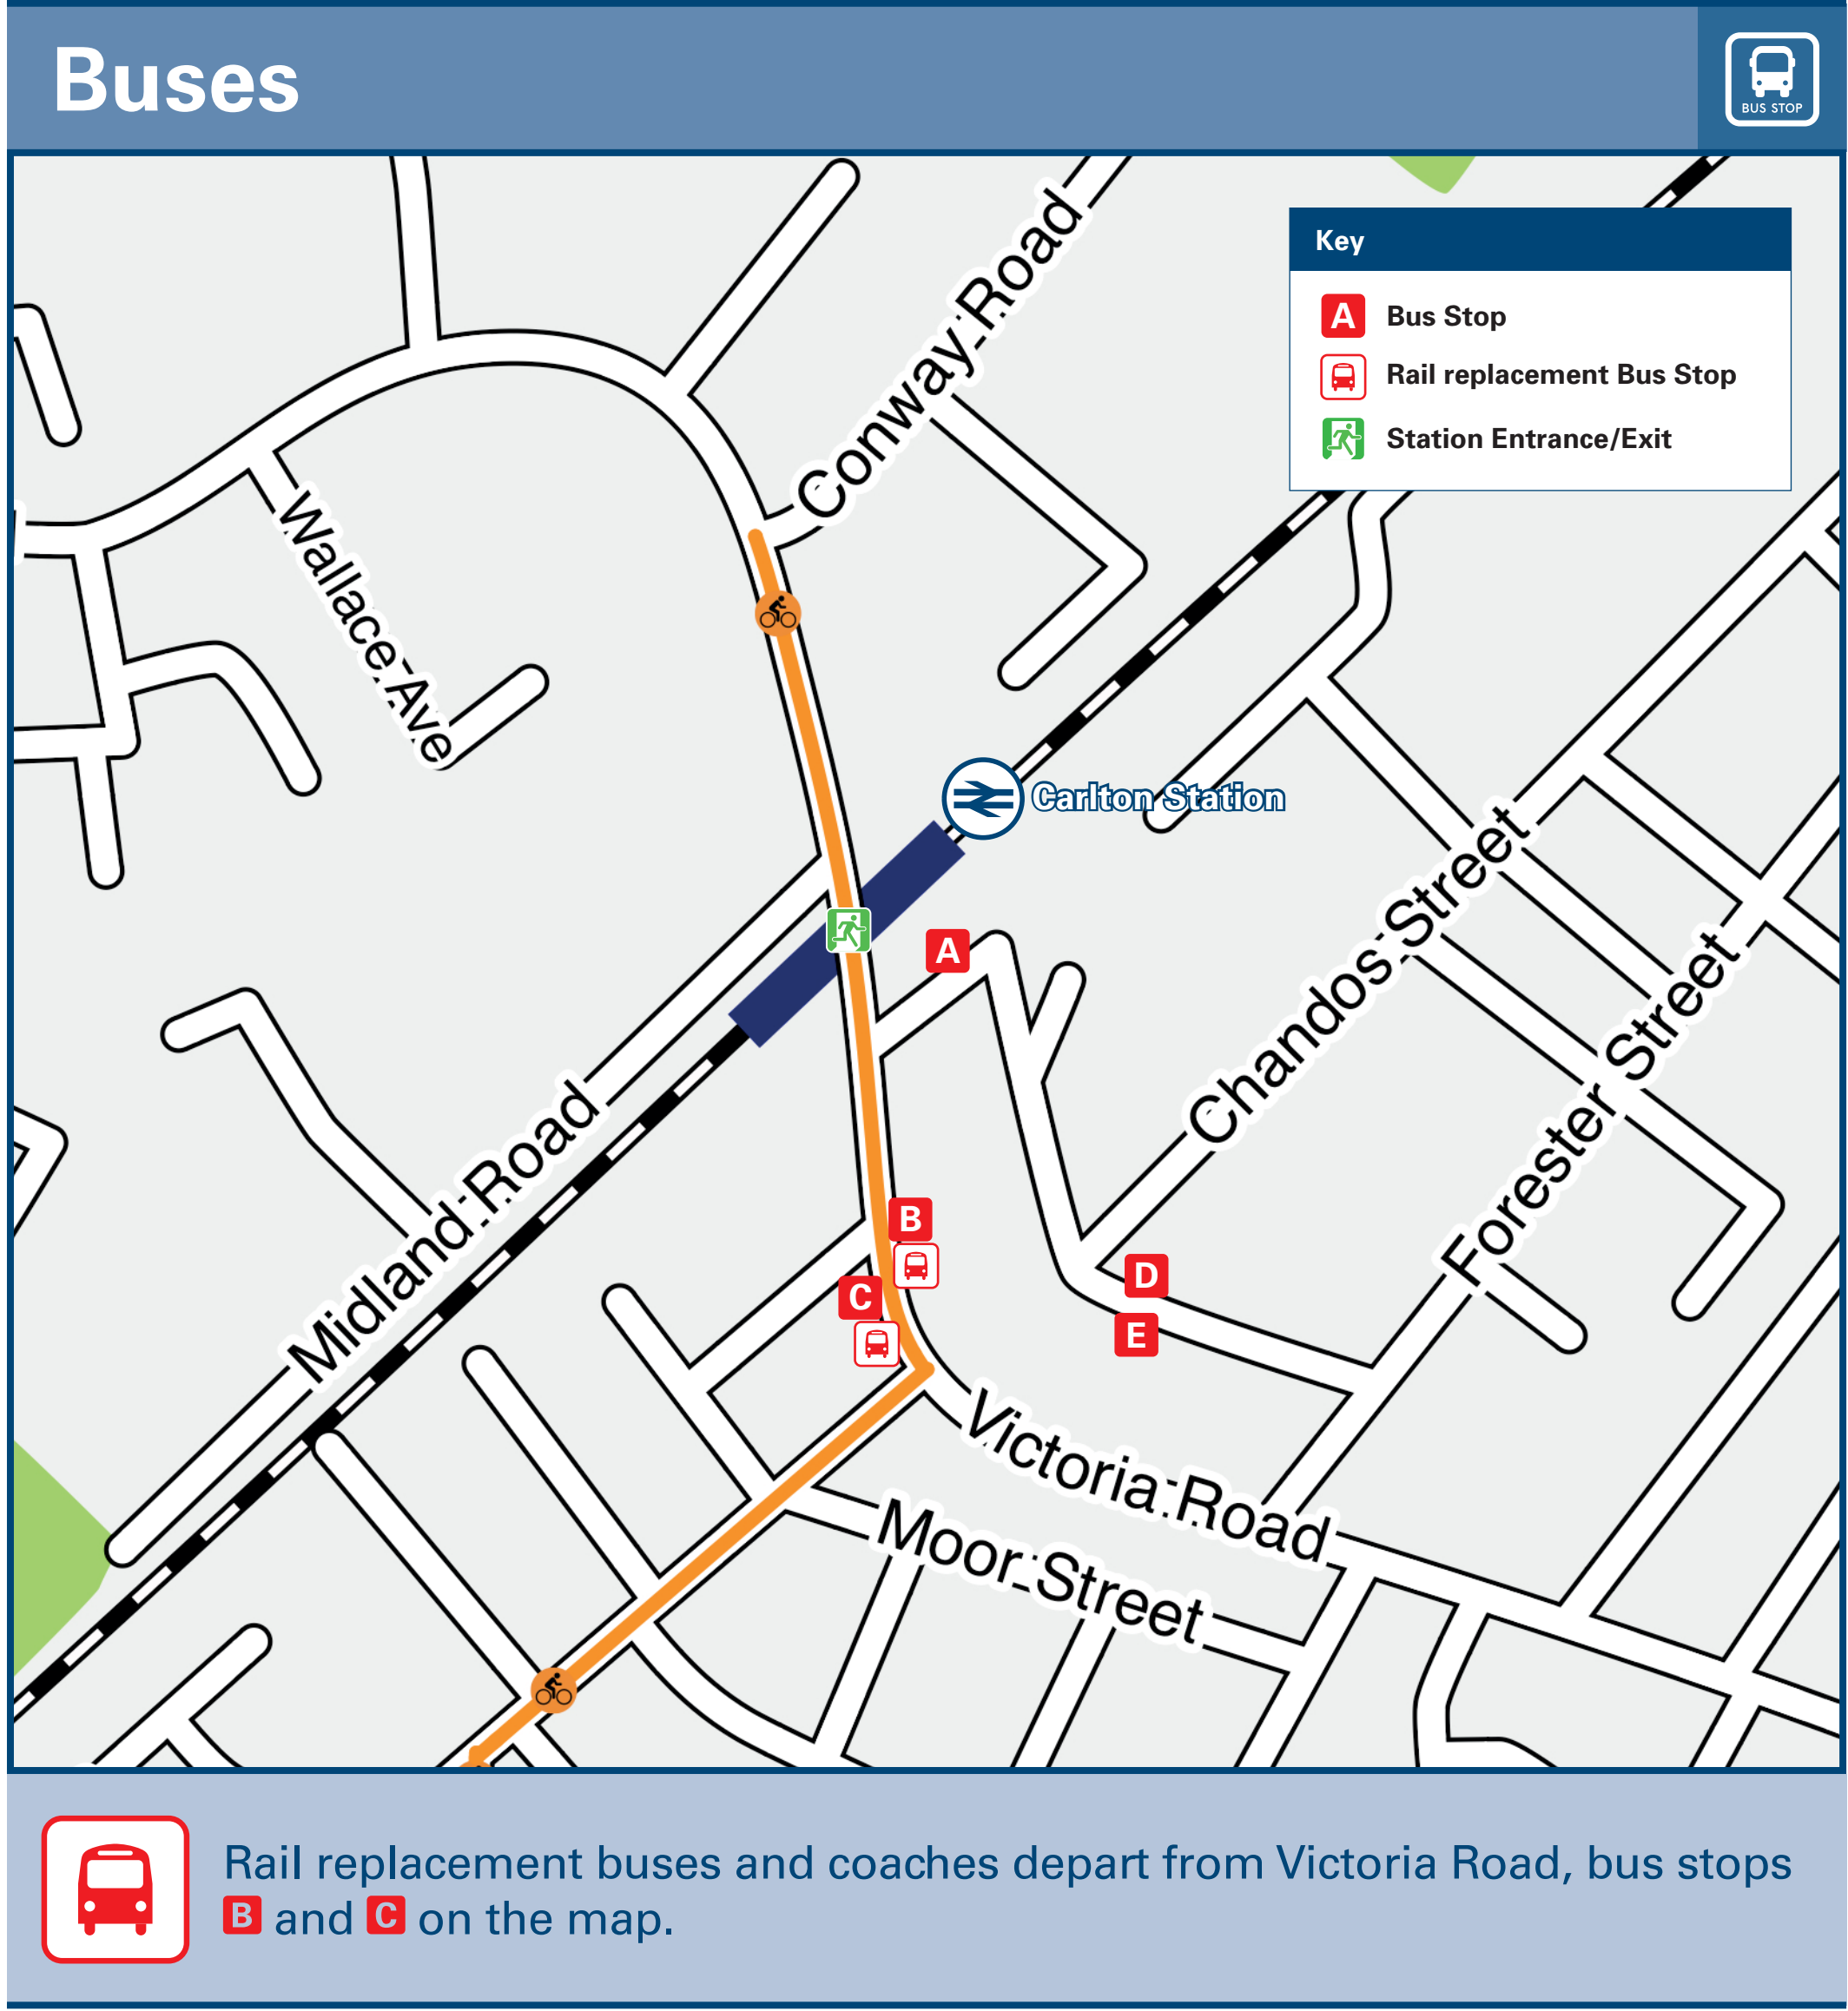 Buses
BUS STOP
Key
A Bus Stop
Rail replacement Bus Stop
Station Entrance/Exit
Conway Road
Wallace Ave
Carlton Station
Chandos Street
A
Forester Street
Midland Road
B
D
C
E
Victoria Road
Moor Street
Rail replacement buses and coaches depart from Victoria Road, bus stops
B and C on the map.